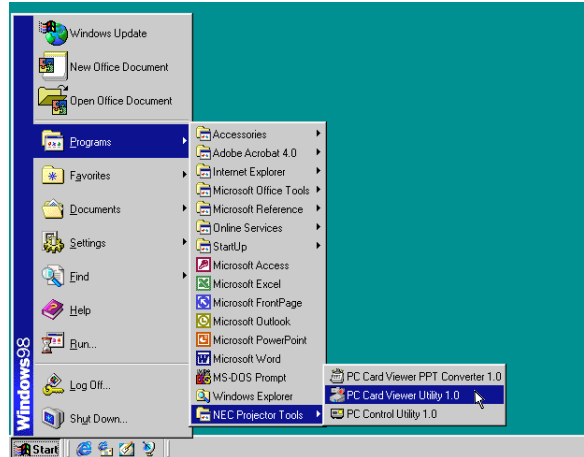 Windows Update
New Office Document
Open Office Document
Programs
Favorites
Documents
Settings
Find
Help
Run...
Log Off...
Shut Down...
Windows98
Accessories
Adobe Acrobat 4.0
Internet Explorer
Microsoft Office Tools
Microsoft Reference
Online Services
StartUp
Microsoft Access
Microsoft Excel
Microsoft FrontPage
Microsoft Outlook
Microsoft PowerPoint
Microsoft Word
MS-DOS Prompt
Windows Explorer
NEC Projector Tools
PC Card Viewer PPT Converter 1.0
PC Card Viewer Utility 1.0
PC Control Utility 1.0
Start